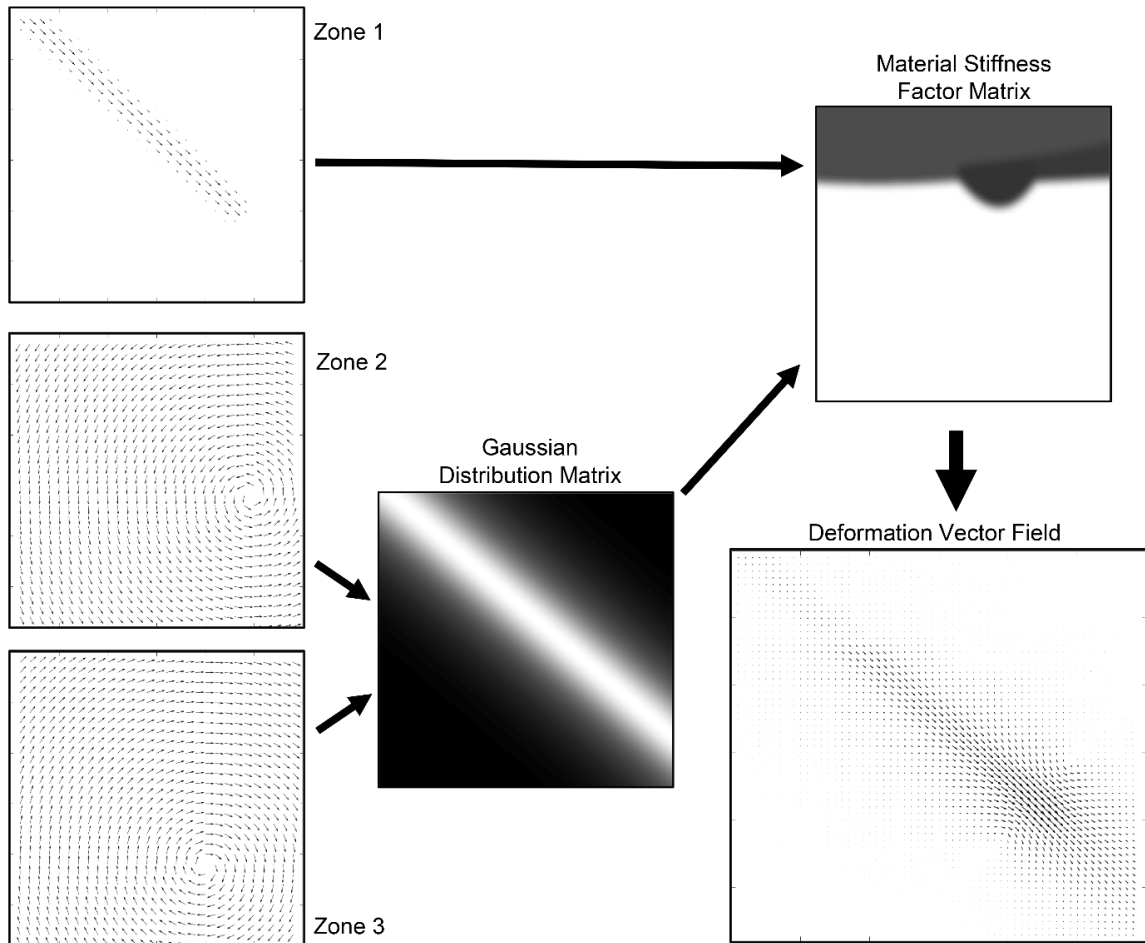 Zone 1
Material Stiffness
Factor Matrix
Zone 2
Gaussian
Distribution Matrix
Deformation Vector Field
Zone 3